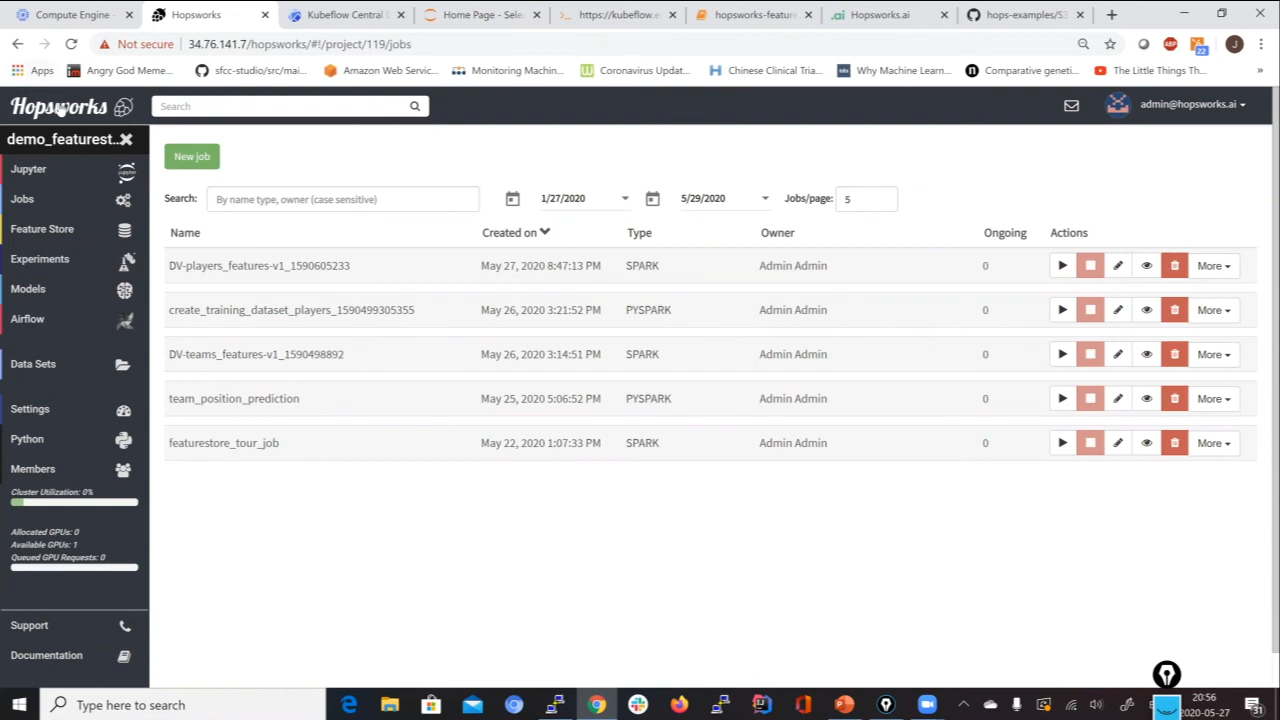 Compute Engine -
Hopsworks
Kubeflow Central D
Home Page - Sele
https://kubeflow.e
hopsworks-feature
Hopsworks.ai
hops-examples/S3
Not secure
34.76.141.7/hopsworks/#!/project/119/jobs
22
J
Apps
Angry God Meme...
sfcc-studio/src/mai...
Amazon Web Servic...
Monitoring Machin...
Coronavirus Updat...
Chinese Clinical Tria...
Why Machine Learn...
Comparative geneti...
The Little Things Th...
»
Hopsworks
Search
admin@hopsworks.ai
demo_featurest..
Jupyter
Jobs
Feature Store
Experiments
Models
Airflow
Data Sets
Settings
Python
Members
Cluster Utilization: 0%
Allocated GPUs: 0
Available GPUs: 1
Queued GPU Requests: 0
Support
Documentation
New job
Search: By name type, owner (case sensitive) 1/27/2020 5/29/2020 Jobs/page: 5
Name Created on Type Owner Ongoing Actions
DV-players_features-v1_1590605233 May 27, 2020 8:47:13 PM SPARK Admin Admin 0 More
create_training_dataset_players_1590499305355 May 26, 2020 3:21:52 PM PYSPARK Admin Admin 0 More
DV-teams_features-v1_1590498892 May 26, 2020 3:14:51 PM SPARK Admin Admin 0 More
team_position_prediction May 25, 2020 5:06:52 PM PYSPARK Admin Admin 0 More
featurestore_tour_job May 22, 2020 1:07:33 PM SPARK Admin Admin 0 More
Type here to search
20:56
2020-05-27
31